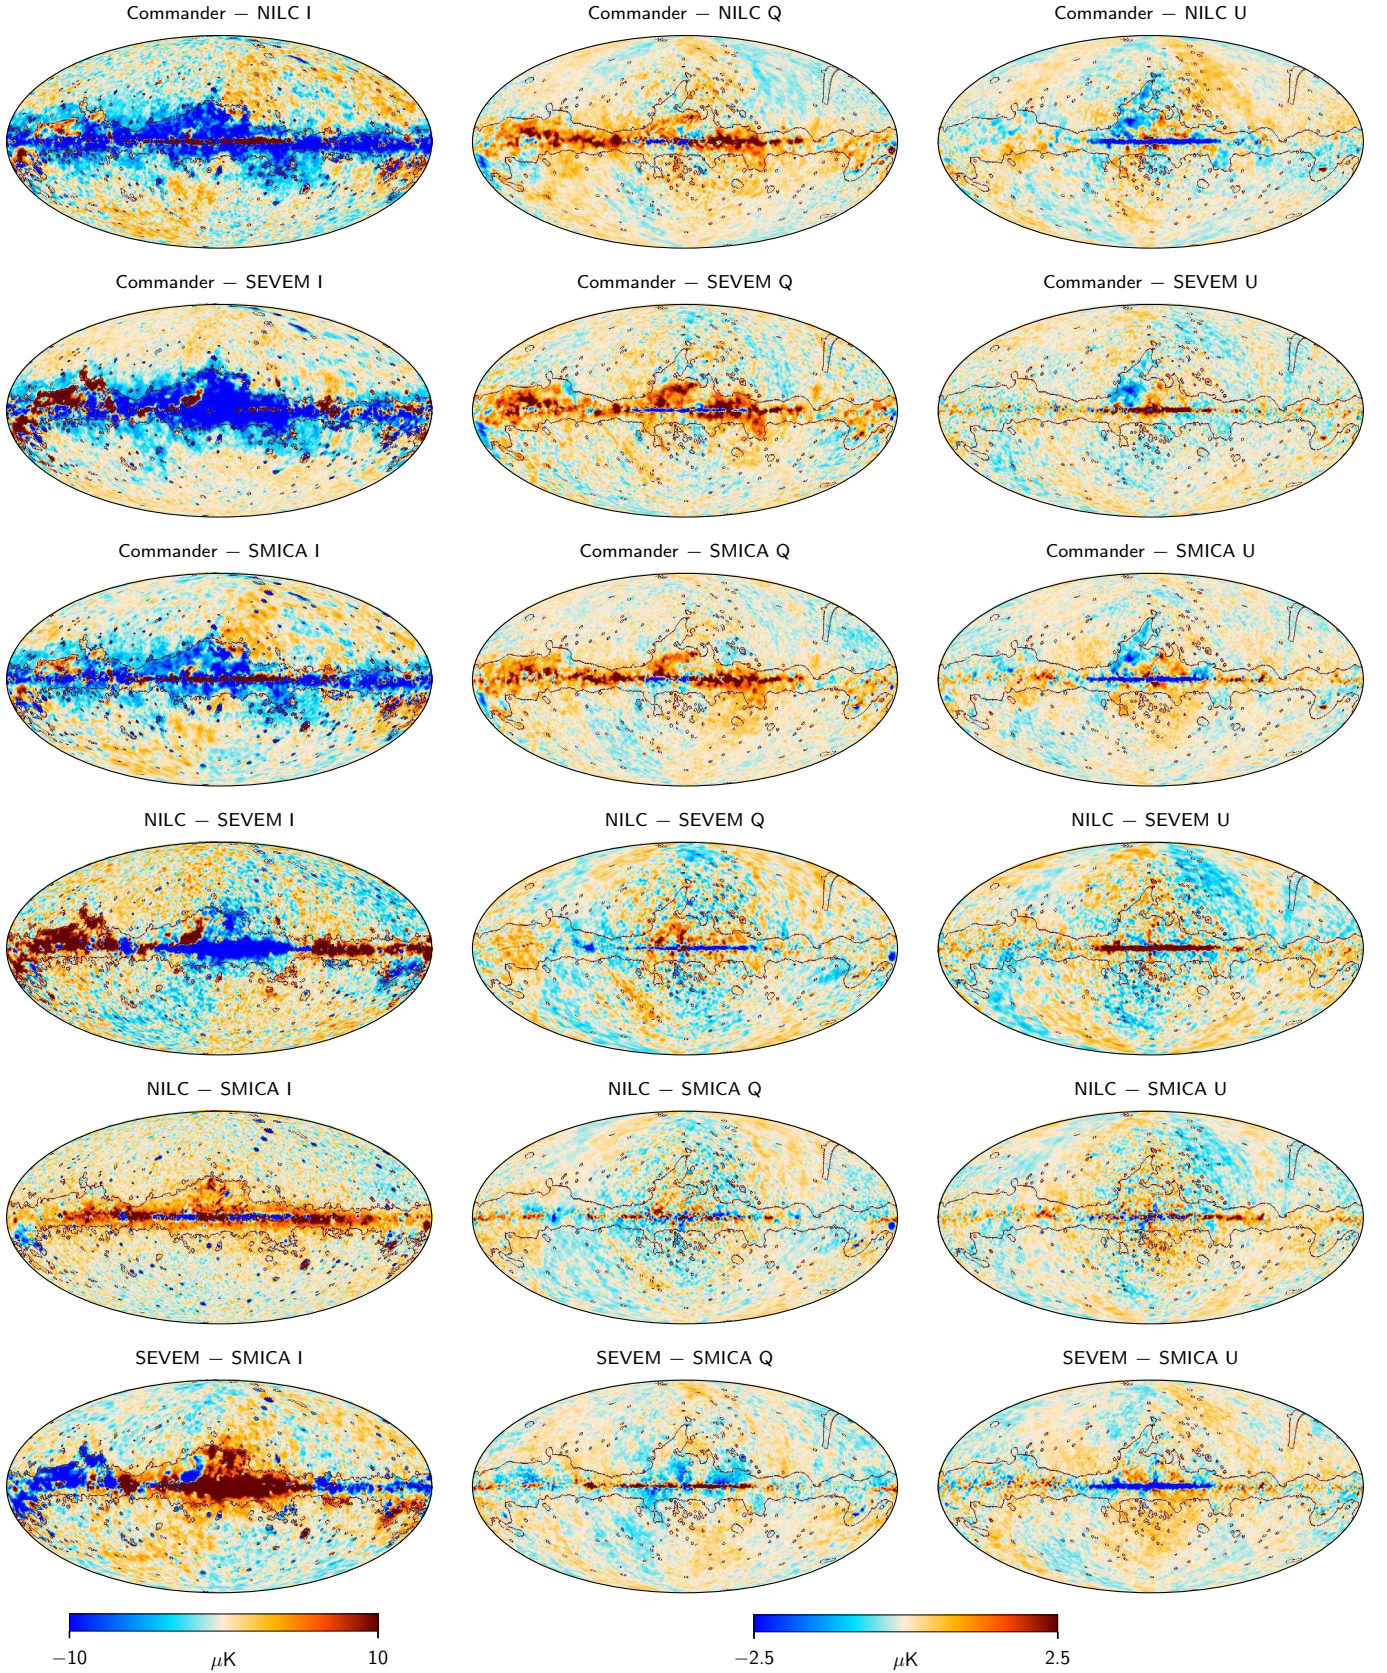 Commander − NILC I
Commander − NILC Q
Commander − NILC U
Commander − SEVEM I
Commander − SEVEM Q
Commander − SEVEM U
Commander − SMICA I
Commander − SMICA Q
Commander − SMICA U
NILC − SEVEM I
NILC − SEVEM Q
NILC − SEVEM U
NILC − SMICA I
NILC − SMICA Q
NILC − SMICA U
SEVEM − SMICA I
SEVEM − SMICA Q
SEVEM − SMICA U
−10 μK 10
−2.5 μK 2.5